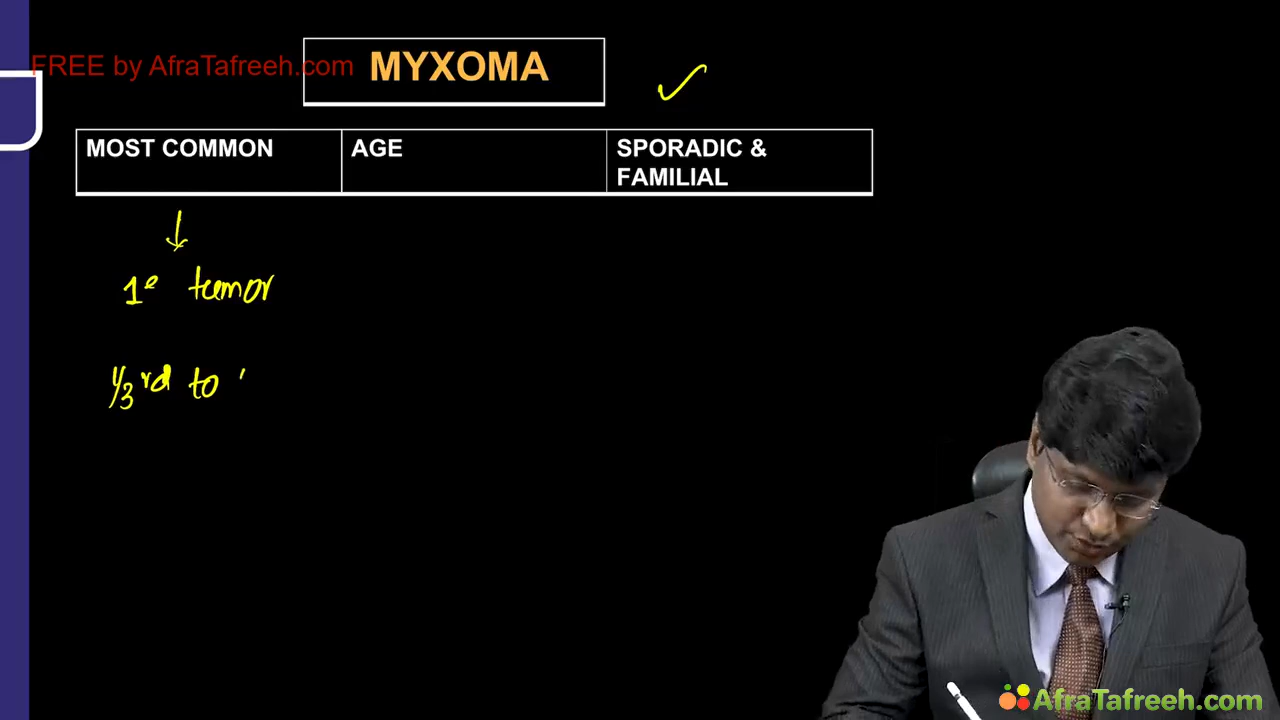 FREE by AfraTafreeh.com
MYXOMA
MOST COMMON
AGE
SPORADIC &
FAMILIAL
1° tumor
1/3rd to
AfraTafreeh.com